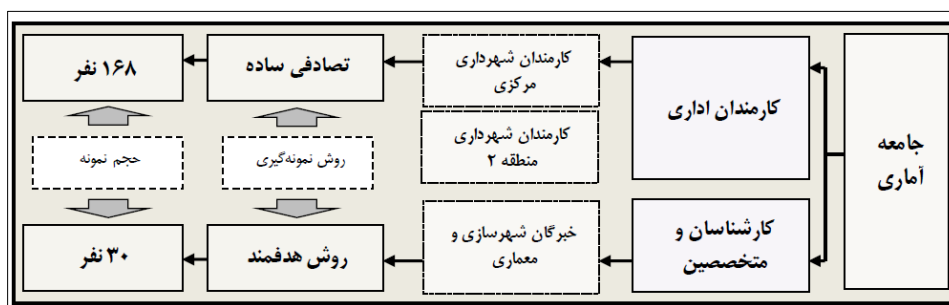 جامعه
آماری
کارمندان اداری
کارمندان شهرداری
مرکزی
تصادفی ساده
۱۶۸ نفر
کارمندان شهرداری
منطقه ۲
روش نمونه‌گیری
حجم نمونه
کارشناسان و
متخصصین
خبرگان شهرسازی و
معماری
روش هدفمند
۳۰ نفر